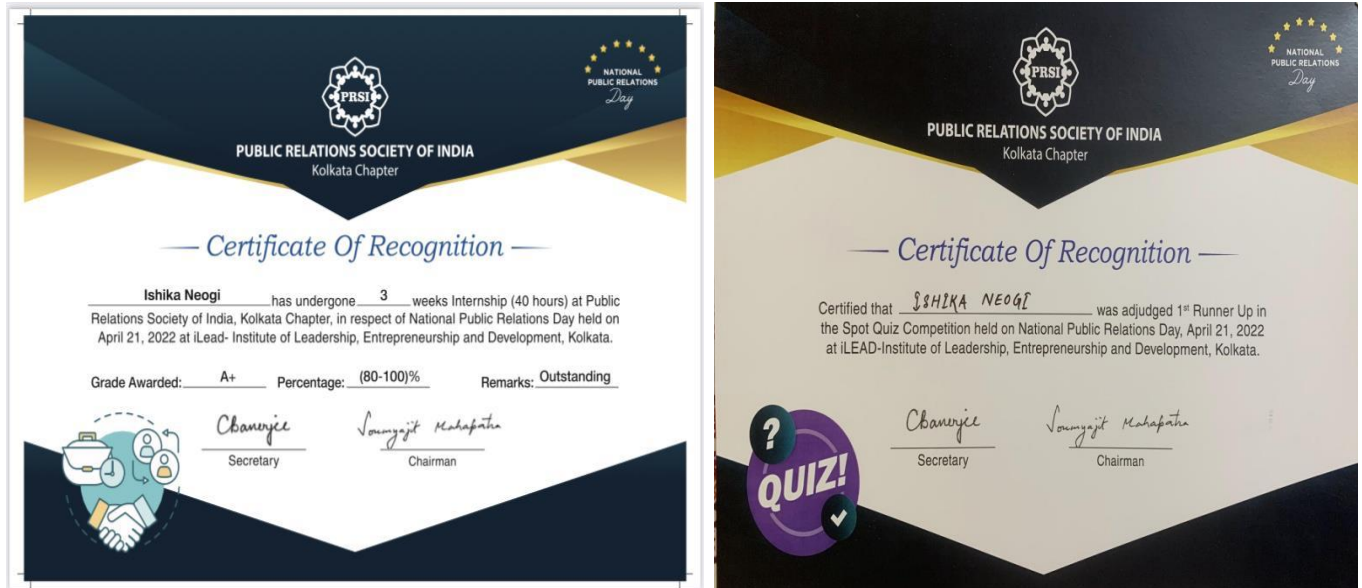 NATIONAL
PUBLIC RELATIONS
Day
PRSI
PUBLIC RELATIONS SOCIETY OF INDIA
Kolkata Chapter
Certificate Of Recognition
Ishika Neogi has undergone 3 weeks Internship (40 hours) at Public
Relations Society of India, Kolkata Chapter, in respect of National Public Relations Day held on
April 21, 2022 at iLead- Institute of Leadership, Entrepreneurship and Development, Kolkata.
Grade Awarded: A+ Percentage: (80-100)% Remarks: Outstanding
CBanerjee Soumyajit Mahapatra
Secretary Chairman
NATIONAL
PUBLIC RELATIONS
Day
PRSI
PUBLIC RELATIONS SOCIETY OF INDIA
Kolkata Chapter
Certificate Of Recognition
Certified that ISHIKA NEOGI was adjudged 1st Runner Up in
the Spot Quiz Competition held on National Public Relations Day, April 21, 2022
at iLEAD-Institute of Leadership, Entrepreneurship and Development, Kolkata.
CBanerjee Soumyajit Mahapatra
Secretary Chairman
?
QUIZ!